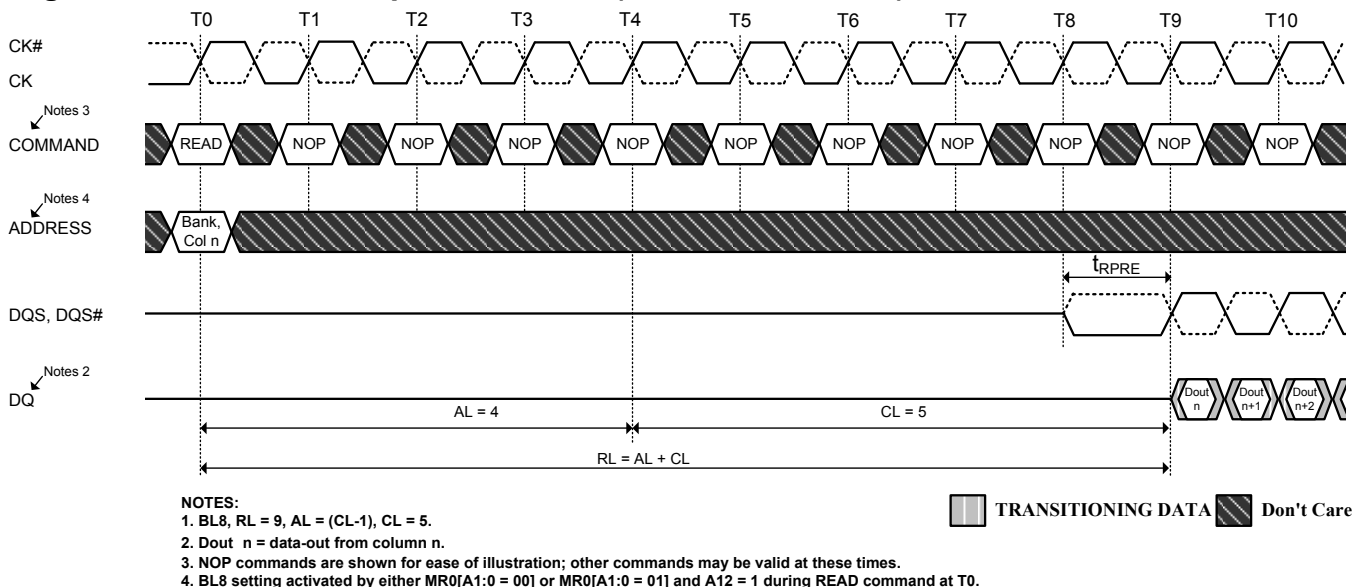 T0 T1 T2 T3 T4 T5 T6 T7 T8 T9 T10
CK#
CK
Notes 3
COMMAND
READ NOP NOP NOP NOP NOP NOP NOP NOP NOP NOP
Notes 4
ADDRESS
Bank,
Col n
tRPRE
DQS, DQS#
Notes 2
DQ
Dout
n
Dout
n+1
Dout
n+2
AL = 4
CL = 5
RL = AL + CL
NOTES:
1. BL8, RL = 9, AL = (CL-1), CL = 5.
2. Dout n = data-out from column n.
3. NOP commands are shown for ease of illustration; other commands may be valid at these times.
4. BL8 setting activated by either MR0[A1:0 = 00] or MR0[A1:0 = 01] and A12 = 1 during READ command at T0.
TRANSITIONING DATA
Don't Care